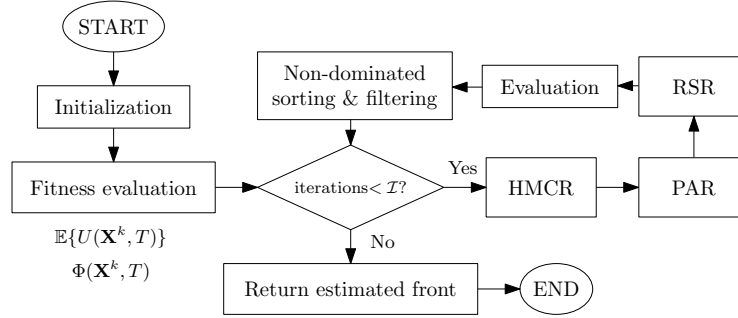 START
Initialization
Fitness evaluation
𝔼{U(𝐗^k, T)}
Φ(𝐗^k, T)
Non-dominated
sorting & filtering
Evaluation
RSR
iterations< ℐ?
Yes
HMCR
PAR
No
Return estimated front
END